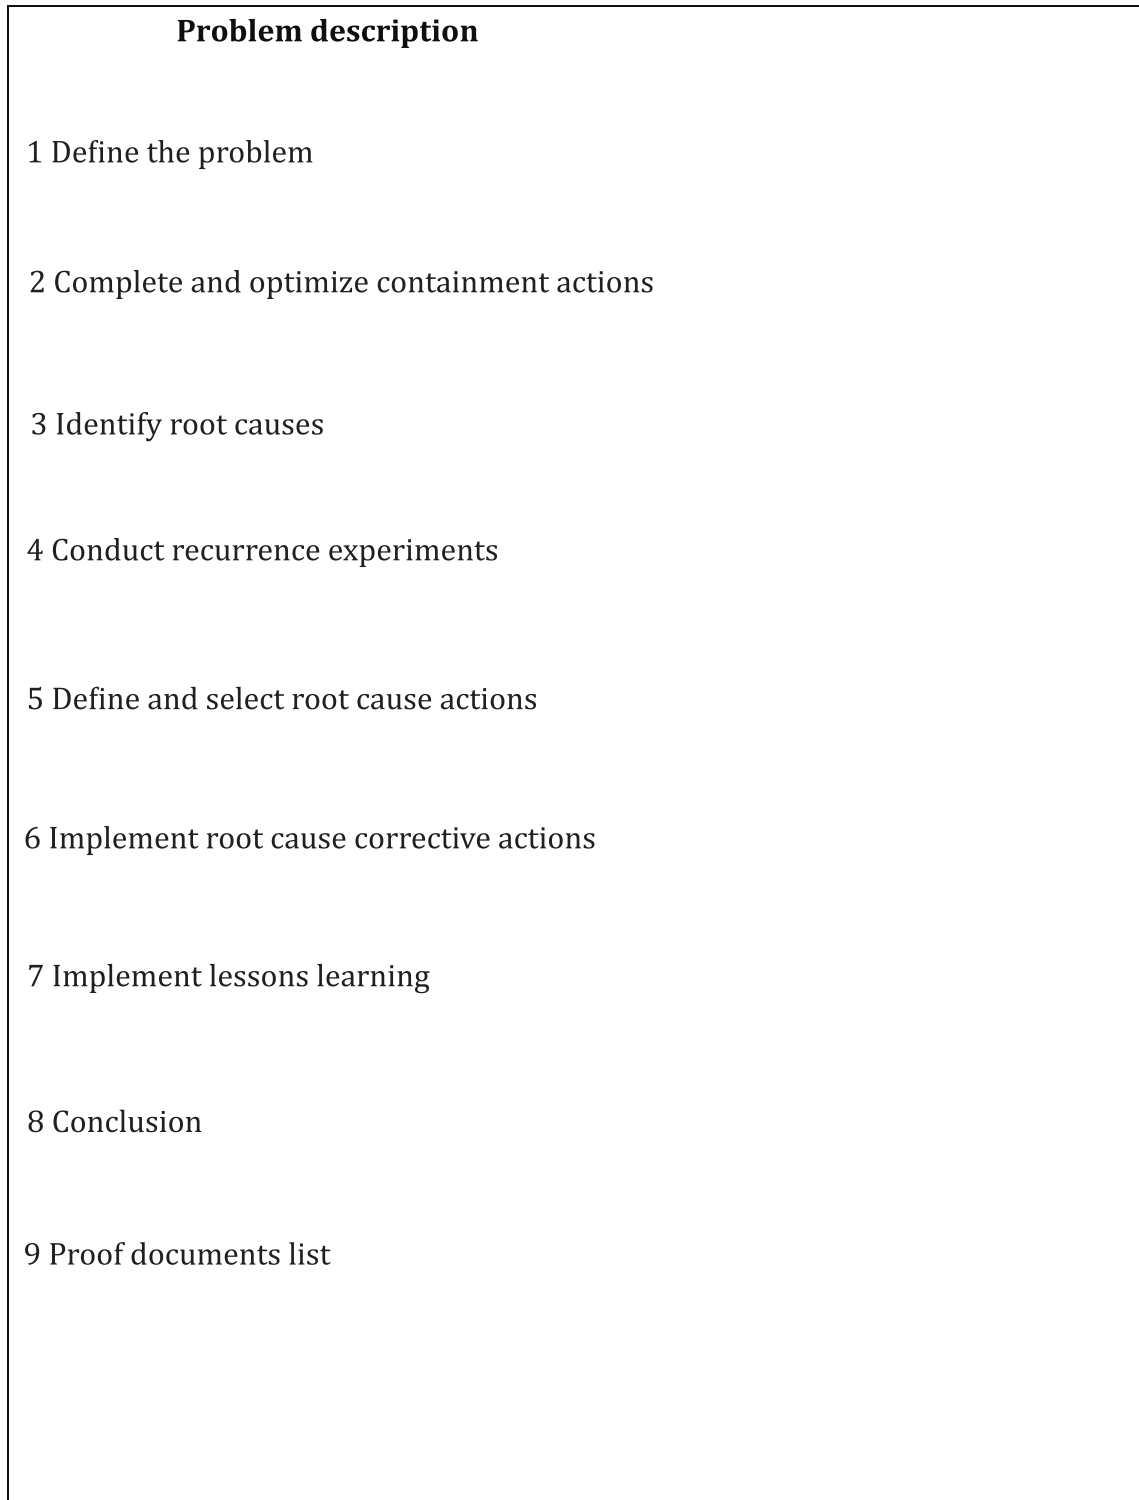 Problem description
1 Define the problem
2 Complete and optimize containment actions
3 Identify root causes
4 Conduct recurrence experiments
5 Define and select root cause actions
6 Implement root cause corrective actions
7 Implement lessons learning
8 Conclusion
9 Proof documents list